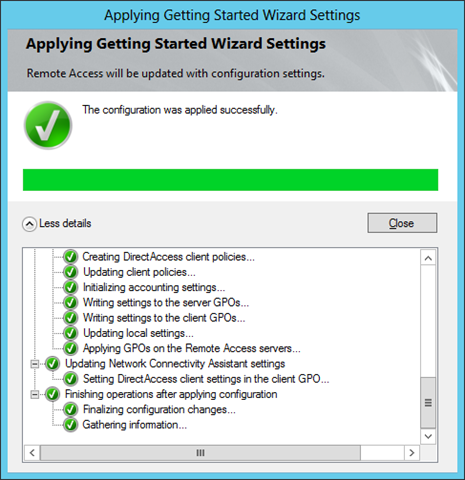 Applying Getting Started Wizard Settings
Applying Getting Started Wizard Settings
Remote Access will be updated with configuration settings.
The configuration was applied successfully.
Less details
Close
Creating DirectAccess client policies...
Updating client policies...
Initializing accounting settings...
Writing settings to the server GPOs...
Writing settings to the client GPOs...
Updating local settings...
Applying GPOs on the Remote Access servers...
Updating Network Connectivity Assistant settings
Setting DirectAccess client settings in the client GPO...
Finishing operations after applying configuration
Finalizing configuration changes...
Gathering information...